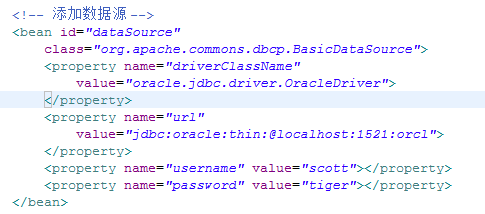 <!-- 添加数据源 -->
<bean id="dataSource"
class="org.apache.commons.dbcp.BasicDataSource">
<property name="driverClassName"
value="oracle.jdbc.driver.OracleDriver">
</property>
<property name="url"
value="jdbc:oracle:thin:@localhost:1521:orcl">
</property>
<property name="username" value="scott"></property>
<property name="password" value="tiger"></property>
</bean>